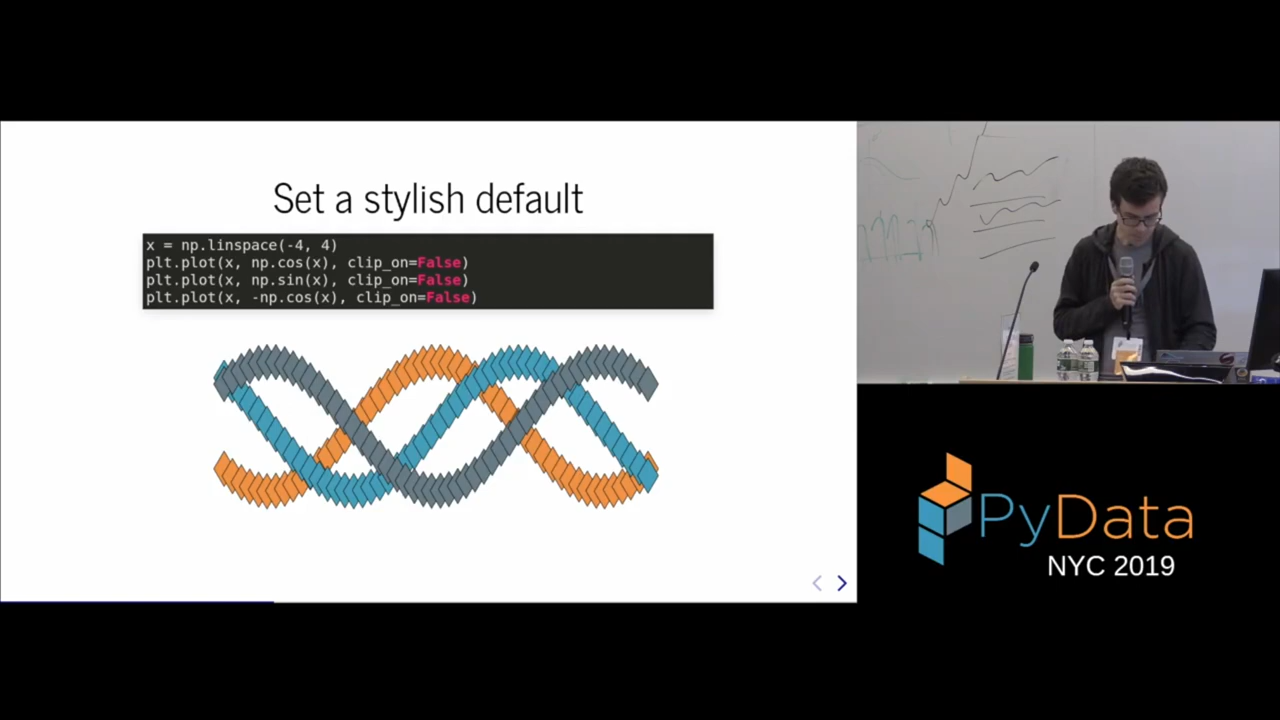 Set a stylish default
x = np.linspace(-4, 4)
plt.plot(x, np.cos(x), clip_on=False)
plt.plot(x, np.sin(x), clip_on=False)
plt.plot(x, -np.cos(x), clip_on=False)
PyData
NYC 2019